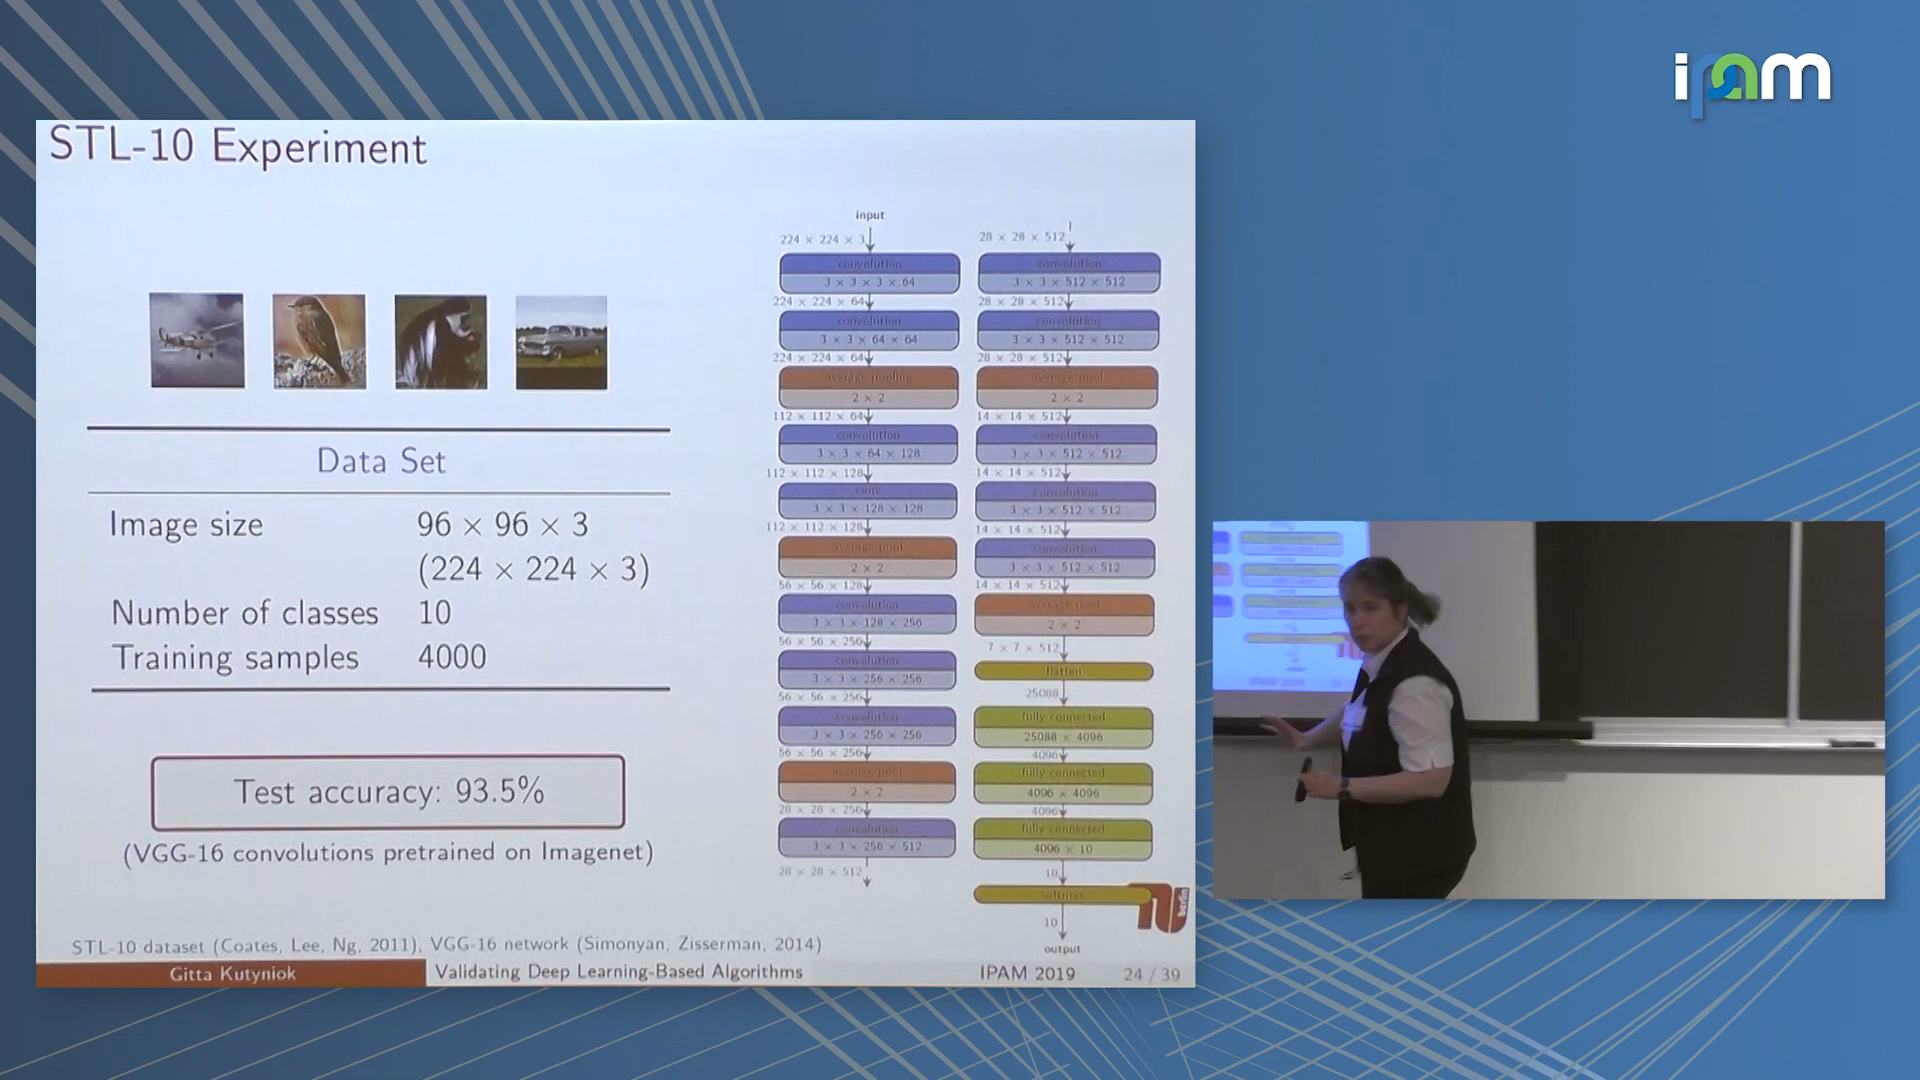 ipam
STL-10 Experiment
Data Set
Image size 96 × 96 × 3
(224 × 224 × 3)
Number of classes 10
Training samples 4000
Test accuracy: 93.5%
(VGG-16 convolutions pretrained on Imagenet)
input
224 × 224 × 3
convolution
3 × 3 × 3 × 64
224 × 224 × 64
convolution
3 × 3 × 64 × 64
224 × 224 × 64
average pooling
2 × 2
112 × 112 × 64
convolution
3 × 3 × 64 × 128
112 × 112 × 128
conv
3 × 3 × 128 × 128
112 × 112 × 128
average pool
2 × 2
56 × 56 × 128
convolution
3 × 3 × 128 × 256
56 × 56 × 256
convolution
3 × 3 × 256 × 256
56 × 56 × 256
convolution
3 × 3 × 256 × 256
56 × 56 × 256
average pool
2 × 2
28 × 28 × 256
convolution
3 × 3 × 256 × 512
28 × 28 × 512
28 × 28 × 512
convolution
3 × 3 × 512 × 512
28 × 28 × 512
convolution
3 × 3 × 512 × 512
28 × 28 × 512
average pool
2 × 2
14 × 14 × 512
convolution
3 × 3 × 512 × 512
14 × 14 × 512
convolution
3 × 3 × 512 × 512
14 × 14 × 512
convolution
3 × 3 × 512 × 512
14 × 14 × 512
average pool
2 × 2
7 × 7 × 512
flatten
25088
fully connected
25088 × 4096
4096
fully connected
4096 × 4096
4096
fully connected
4096 × 10
10
softmax
10
output
berlin
STL-10 dataset (Coates, Lee, Ng, 2011), VGG-16 network (Simonyan, Zisserman, 2014)
Gitta Kutyniok Validating Deep Learning-Based Algorithms IPAM 2019 24 / 39